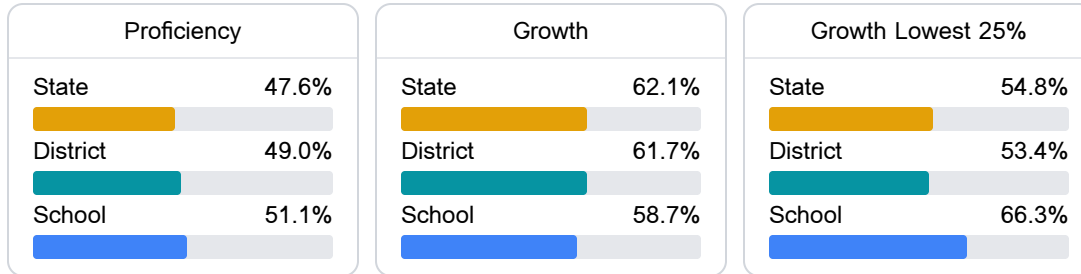 Proficiency
State 47.6%
District 49.0%
School 51.1%
Growth
State 62.1%
District 61.7%
School 58.7%
Growth Lowest 25%
State 54.8%
District 53.4%
School 66.3%